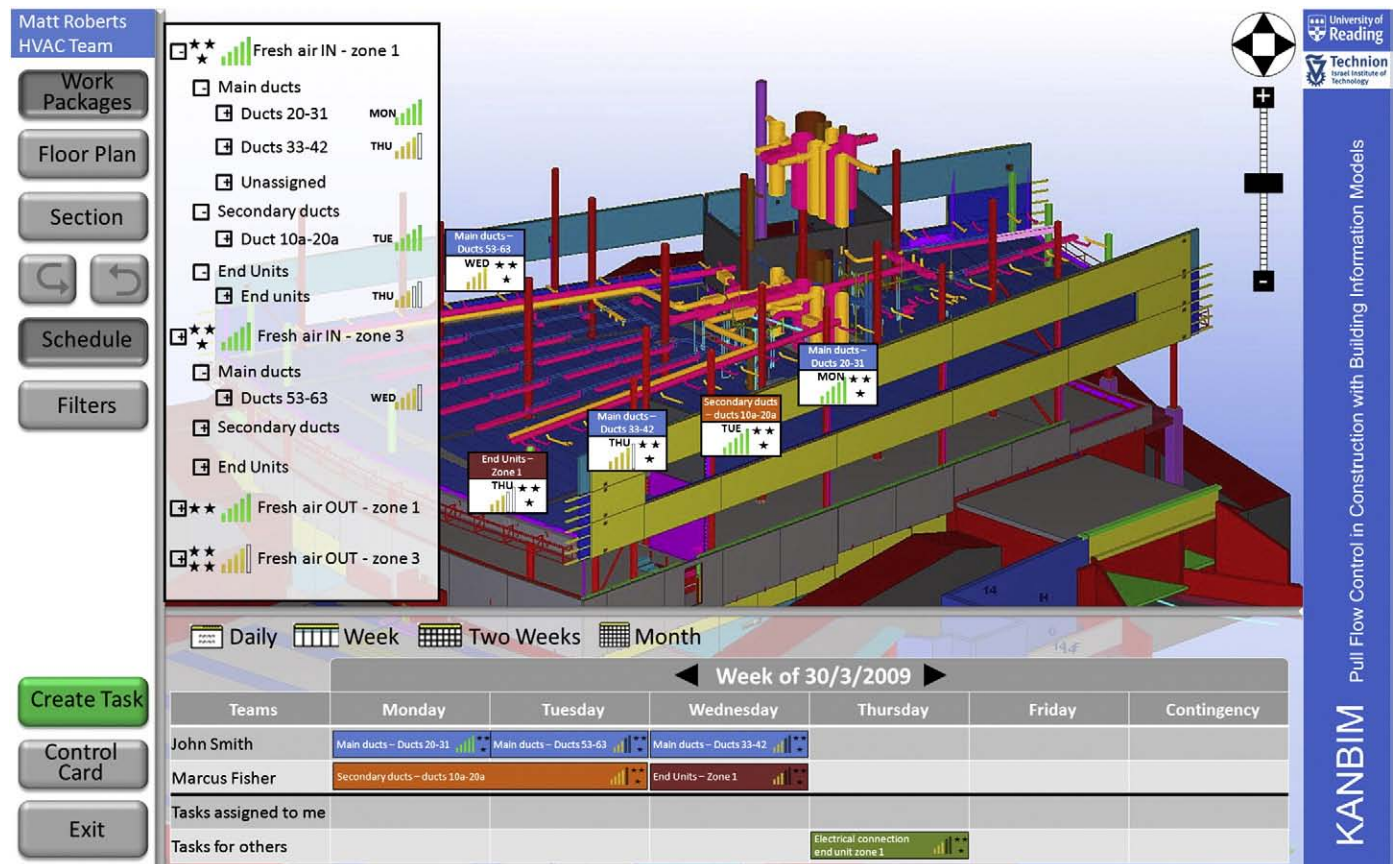 Matt Roberts
HVAC Team
Work
Packages
Floor Plan
Section
Schedule
Filters
Create Task
Control
Card
Exit
Fresh air IN - zone 1
Main ducts
Ducts 20-31 MON
Ducts 33-42 THU
Unassigned
Secondary ducts
Duct 10a-20a TUE
End Units
End units THU
Fresh air IN - zone 3
Main ducts
Ducts 53-63 WED
Secondary ducts
End Units
Fresh air OUT - zone 1
Fresh air OUT - zone 3
Main ducts –
Ducts 53-63
WED
Main ducts –
Ducts 20-31
MON
Secondary ducts
– ducts 10a-20a
TUE
Main ducts –
Ducts 33-42
THU
End Units –
Zone 1
THU
14 H
University of
Reading
Technion
Israel Institute of
Technology
KANBIM Pull Flow Control in Construction with Building Information Models
Daily Week Two Weeks Month
Week of 30/3/2009
Teams Monday Tuesday Wednesday Thursday Friday Contingency
John Smith Main ducts – Ducts 20-31 Main ducts – Ducts 53-63 Main ducts – Ducts 33-42
Marcus Fisher Secondary ducts – ducts 10a-20a End Units – Zone 1
Tasks assigned to me
Tasks for others Electrical connection
end unit zone 1